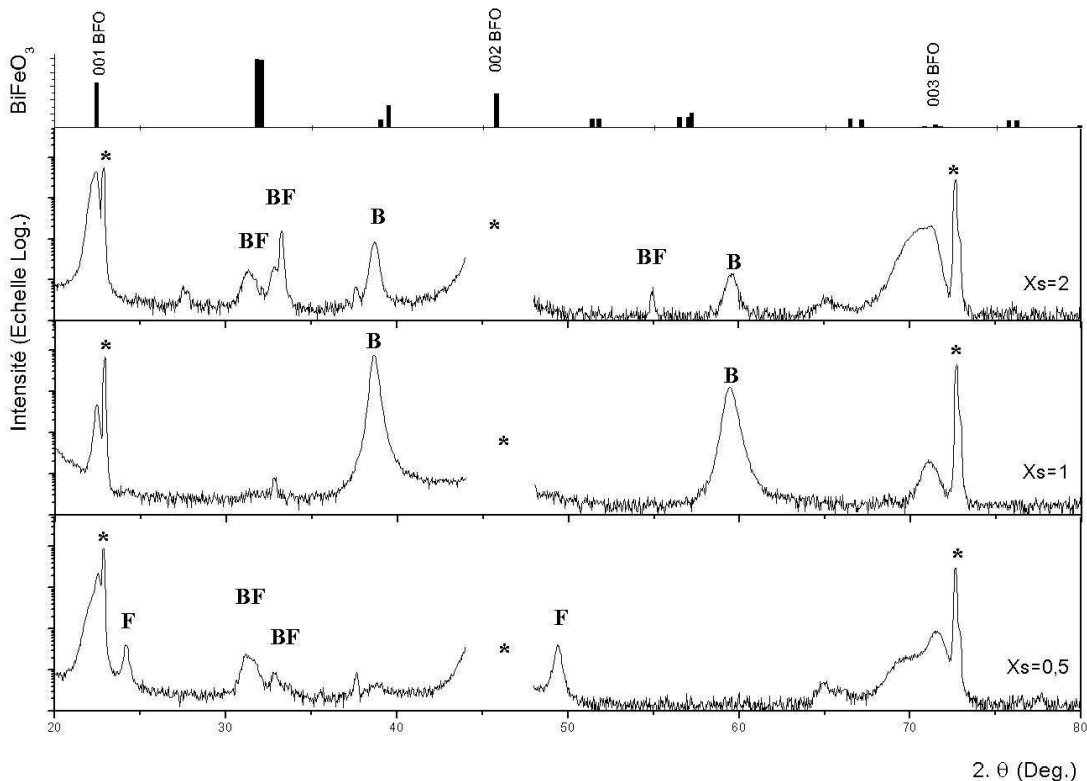 BiFeO3
001 BFO
002 BFO
003 BFO
Intensité (Echelle Log.)
*
*
BF
BF
B
*
BF
B
Xs=2
*
B
*
B
*
Xs=1
*
F
BF
BF
*
F
*
Xs=0,5
20
30
40
50
60
70
80
2. θ (Deg.)